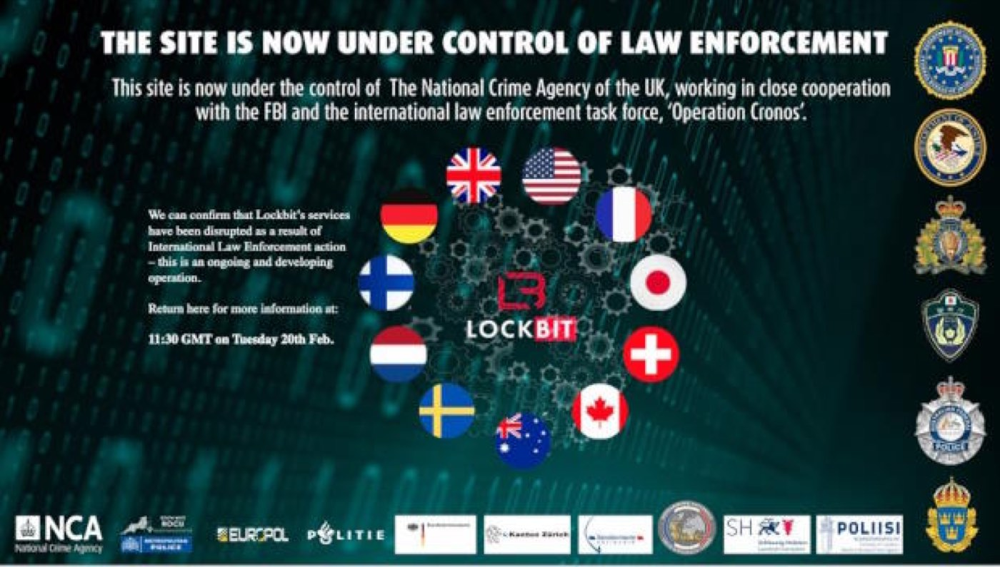 THE SITE IS NOW UNDER CONTROL OF LAW ENFORCEMENT
This site is now under the control of The National Crime Agency of the UK, working in close cooperation
with the FBI and the international law enforcement task force, ‘Operation Cronos’.
We can confirm that Lockbit's services
have been disrupted as a result of
International Law Enforcement action
– this is an ongoing and developing
operation.
Return here for more information at:
11:30 GMT on Tuesday 20th Feb.
LOCKBIT
POLICE
NCA
National Crime Agency
ROCU
METROPOLITAN
POLICE
EUROPOL
POLITIE
Kanton Zürich
SH
Schleswig-Holstein
POLIISI